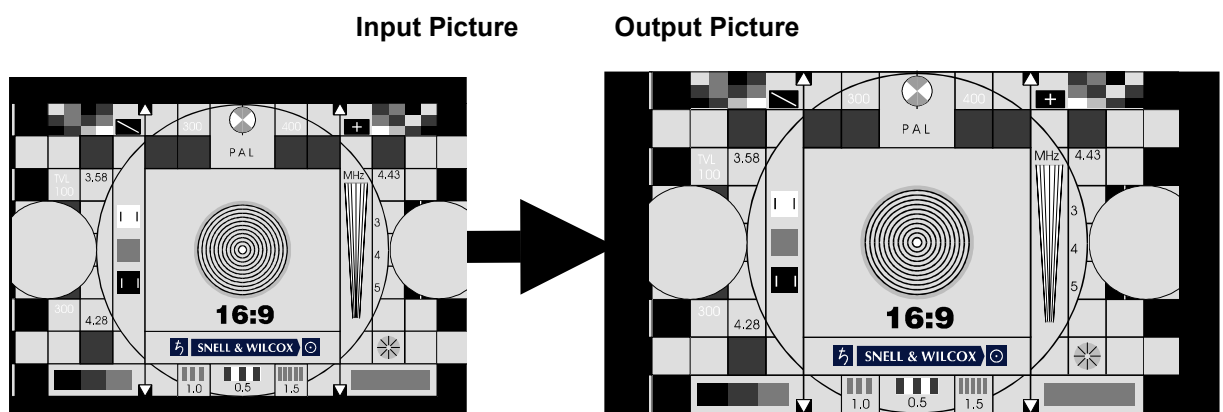 Input Picture
Output Picture
300
400
PAL
TVL
100
3.58
MHz
4.43
3
4
5
16:9
300
4.28
ち SNELL & WILCOX
1.0
0.5
1.5
300
400
PAL
TVL
100
3.58
MHz
4.43
3
4
5
16:9
300
4.28
ち SNELL & WILCOX
1.0
0.5
1.5